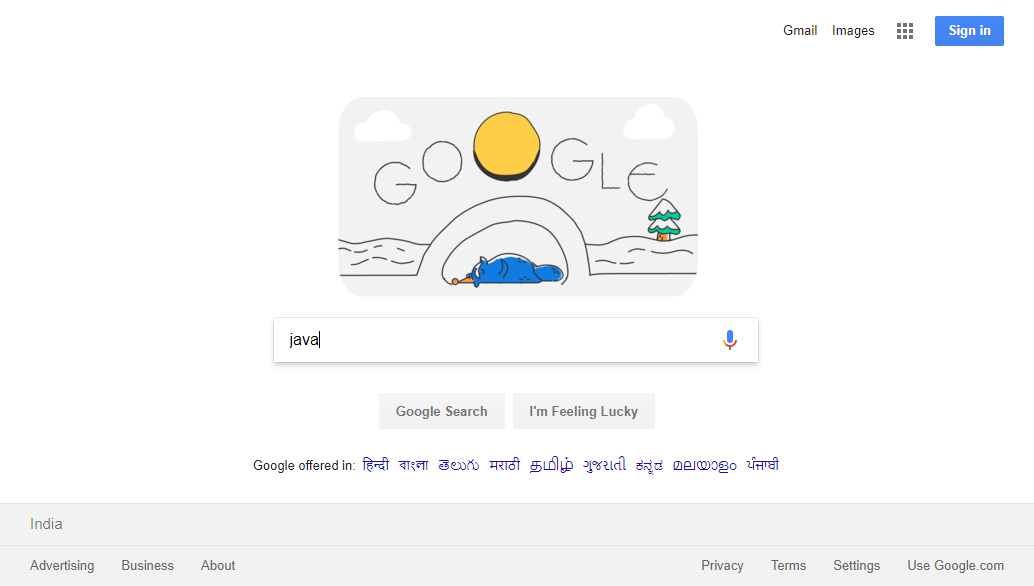 Gmail Images Sign in
GOOGLE
java
Google Search I'm Feeling Lucky
Google offered in: हिन्दी বাংলা తెలుగు मराठी தமிழ் ગુજરાતી ಕನ್ನಡ മലയാളം ਪੰਜਾਬੀ
India
Advertising Business About Privacy Terms Settings Use Google.com